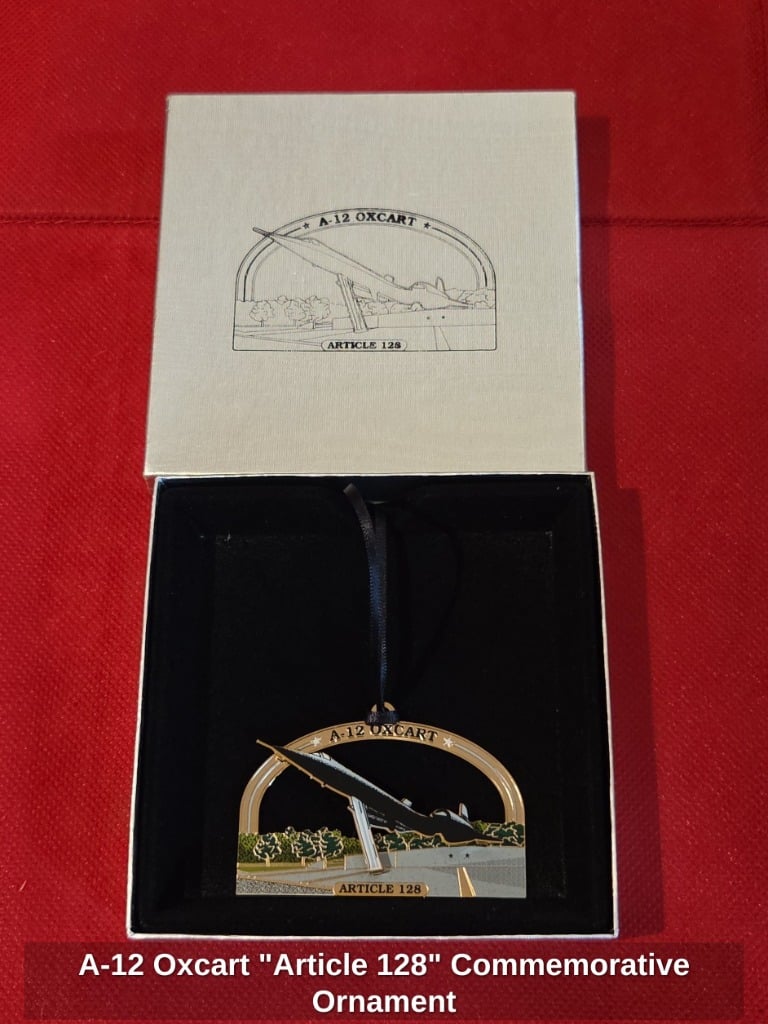 ★ A-12 OXCART ★
ARTICLE 128
★ A-12 OXCART ★
ARTICLE 128
A-12 Oxcart "Article 128" Commemorative
Ornament